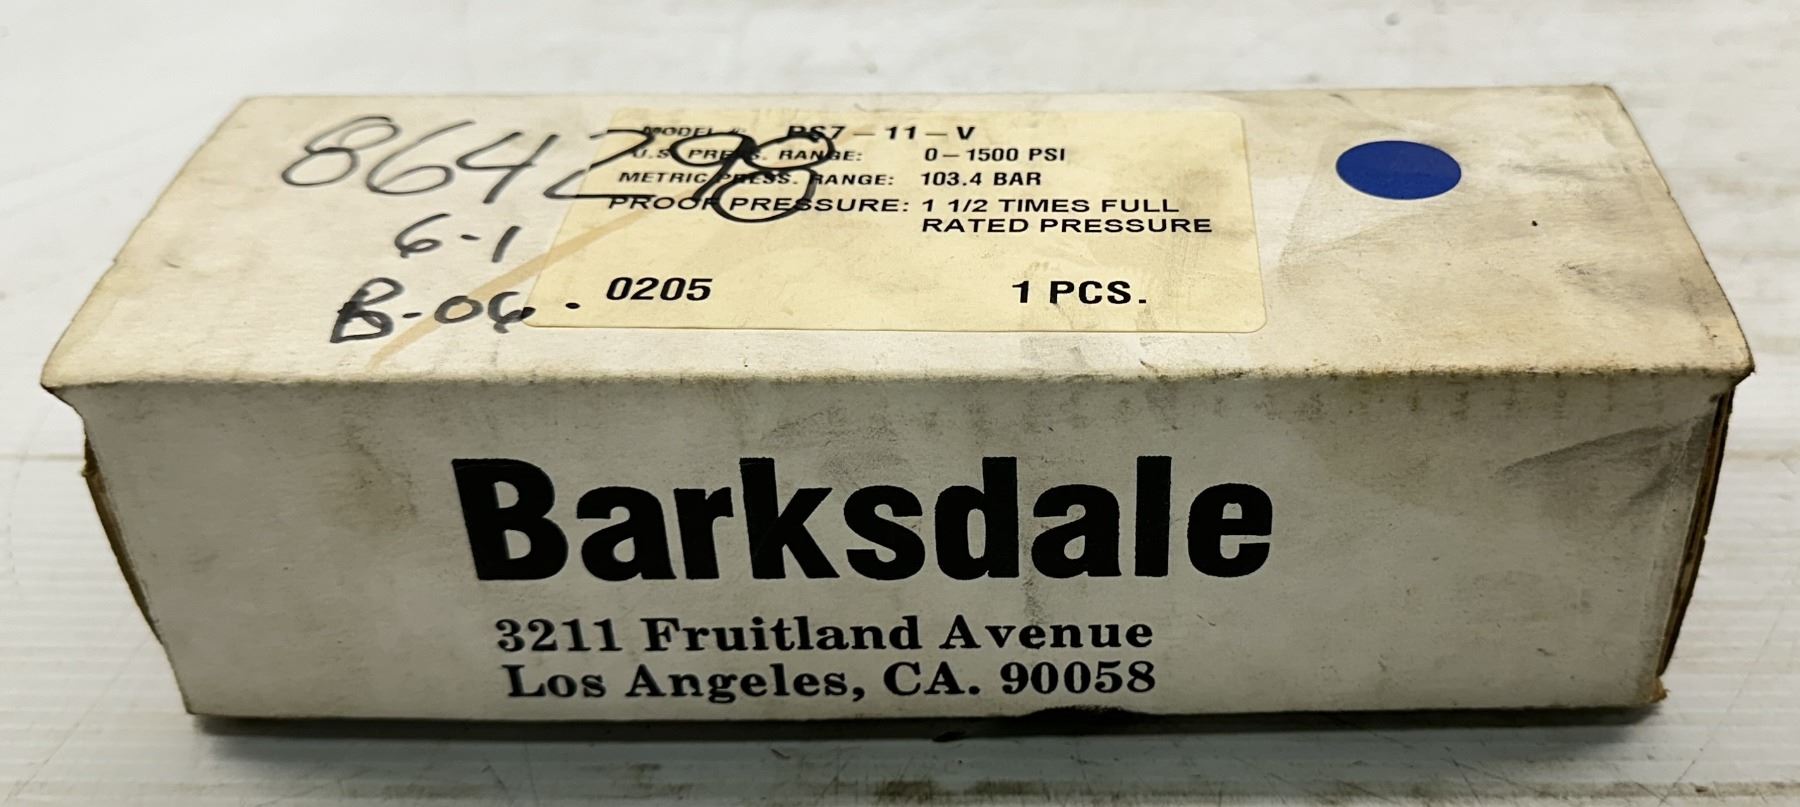 864298
6-1
B-06.
MODEL #: PS7-11-V
U.S. PRESS. RANGE: 0-1500 PSI
METRIC PRESS. RANGE: 103.4 BAR
PROOF PRESSURE: 1 1/2 TIMES FULL
RATED PRESSURE
0205 1 PCS.
Barksdale
3211 Fruitland Avenue
Los Angeles, CA. 90058